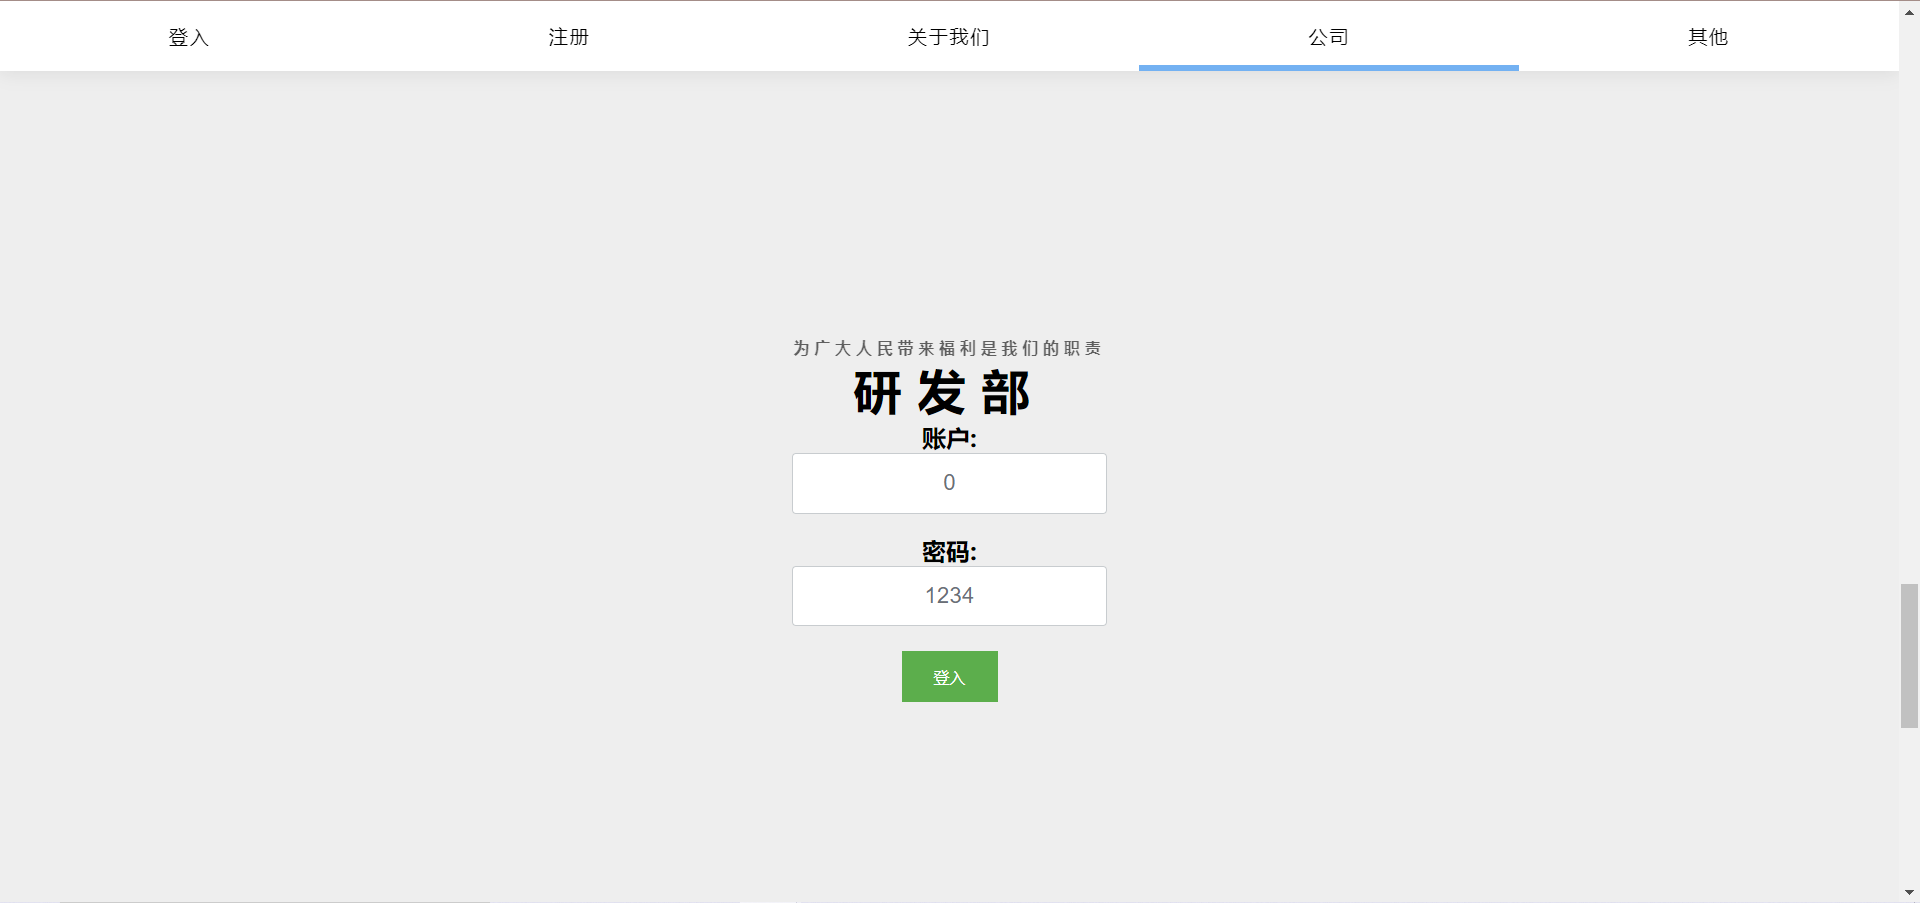 登入
注册
关于我们
公司
其他
为广大人民带来福利是我们的职责
研发部
账户:
0
密码:
1234
登入